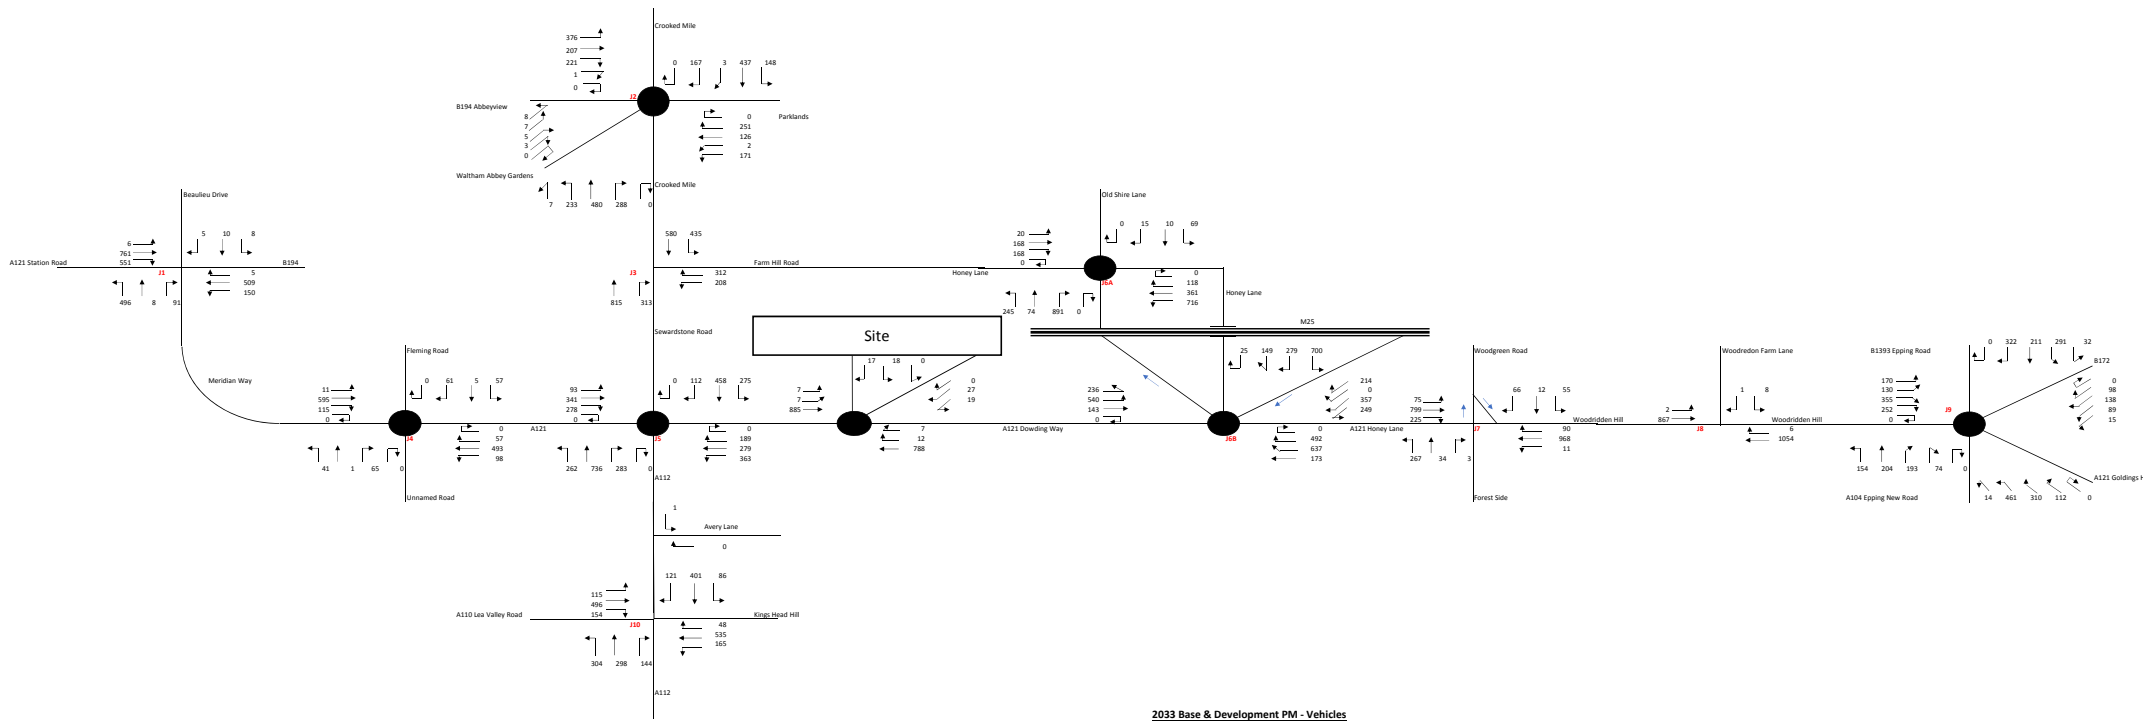 Crooked Mile
376
207
221
1
0
0 167 3 437 148
J2
B194 Abbeyview
Parklands
8
7
5
3
0
0
251
126
2
171
Waltham Abbey Gardens
Crooked Mile
7 233 480 288 0
Beaulieu Drive
5 10 8
6
761
551
A121 Station Road
B194
J1
5
509
150
496 8 91
580 435
J3
Farm Hill Road
312
208
815 313
Old Shire Lane
0 15 10 69
20
168
168
0
Honey Lane
J6A
0
118
361
716
245 74 891 0
Honey Lane
M25
Sewardstone Road
Site
17 18 0
0
27
19
7
7
885
7
12
788
Meridian Way
Fleming Road
0 61 5 57
11
595
115
0
J4
0
57
493
98
41 1 65 0
Unnamed Road
A121
93
341
278
0
0 112 458 275
J5
0
189
279
363
262 736 283 0
A112
A121 Dowding Way
236
540
143
0
25 149 279 700
214
0
357
249
J6B
0
492
637
173
A121 Honey Lane
Woodgreen Road
66 12 55
75
799
225
J7
90
968
11
267 34 3
Forest Side
Woodridden Hill
Woodredon Farm Lane
1 8
2
867
J8
6
1054
Woodridden Hill
B1393 Epping Road
0 322 211 291 32
B172
170
130
355
252
0
J9
0
98
138
89
15
154 204 193 74 0
A104 Epping New Road
14 461 310 112 0
A121 Goldings H
1
Avery Lane
0
121 401 86
115
496
154
A110 Lea Valley Road
Kings Head Hill
J10
48
535
165
304 298 144
A112
2033 Base & Development PM - Vehicles